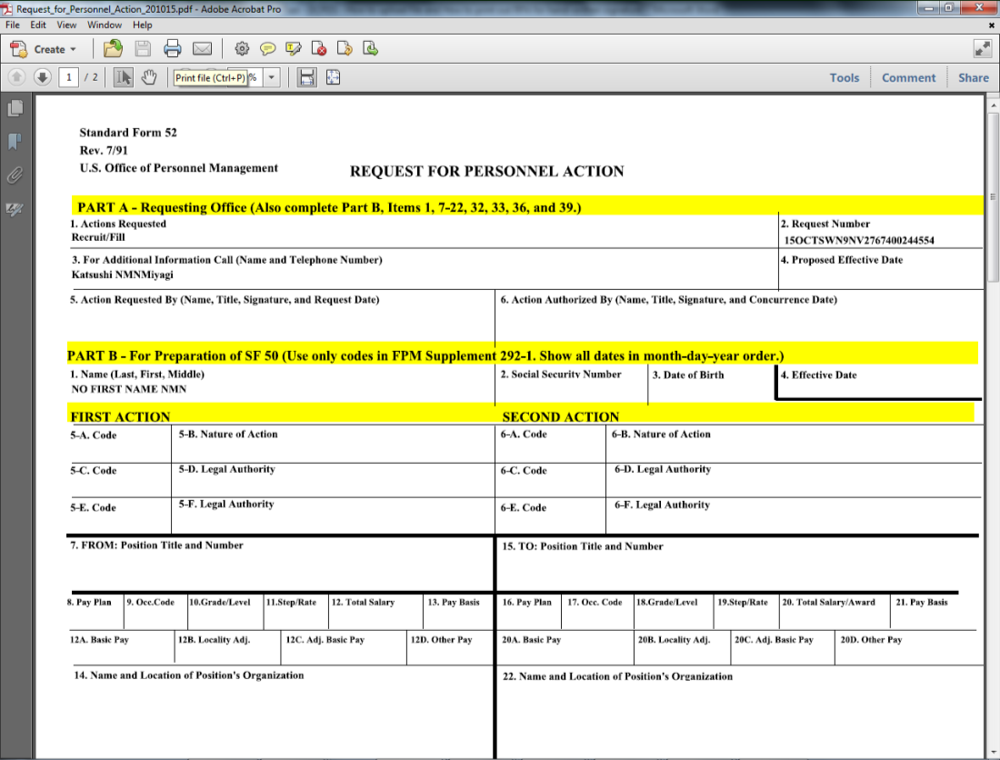 Request_for_Personnel_Action_201015.pdf - Adobe Acrobat Pro
File Edit View Window Help
Create
1 / 2 Print file (Ctrl+P) % Tools Comment Share
Standard Form 52
Rev. 7/91
U.S. Office of Personnel Management
REQUEST FOR PERSONNEL ACTION
PART A - Requesting Office (Also complete Part B, Items 1, 7-22, 32, 33, 36, and 39.)
1. Actions Requested
Recruit/Fill
2. Request Number
15OCTSWN9NV2767400244554
3. For Additional Information Call (Name and Telephone Number)
Katsushi NMNMiyagi
4. Proposed Effective Date
5. Action Requested By (Name, Title, Signature, and Request Date)
6. Action Authorized By (Name, Title, Signature, and Concurrence Date)
PART B - For Preparation of SF 50 (Use only codes in FPM Supplement 292-1. Show all dates in month-day-year order.)
1. Name (Last, First, Middle)
NO FIRST NAME NMN
2. Social Security Number
3. Date of Birth
4. Effective Date
FIRST ACTION
SECOND ACTION
5-A. Code
5-B. Nature of Action
6-A. Code
6-B. Nature of Action
5-C. Code
5-D. Legal Authority
6-C. Code
6-D. Legal Authority
5-E. Code
5-F. Legal Authority
6-E. Code
6-F. Legal Authority
7. FROM: Position Title and Number
15. TO: Position Title and Number
8. Pay Plan
9. Occ.Code
10.Grade/Level
11.Step/Rate
12. Total Salary
13. Pay Basis
16. Pay Plan
17. Occ. Code
18.Grade/Level
19.Step/Rate
20. Total Salary/Award
21. Pay Basis
12A. Basic Pay
12B. Locality Adj.
12C. Adj. Basic Pay
12D. Other Pay
20A. Basic Pay
20B. Locality Adj.
20C. Adj. Basic Pay
20D. Other Pay
14. Name and Location of Position's Organization
22. Name and Location of Position's Organization